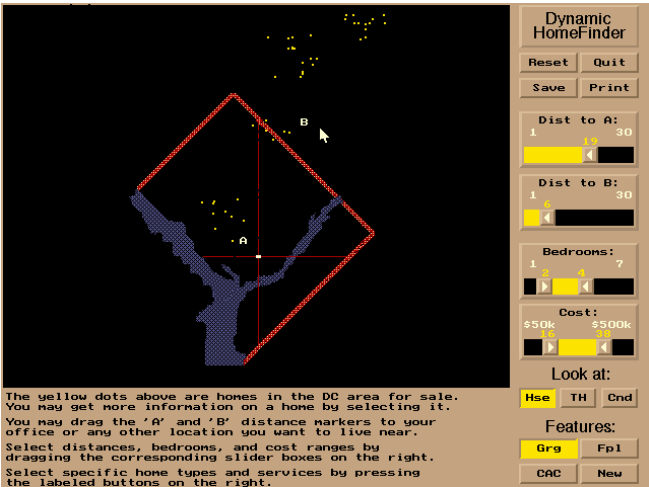 Dynamic
HomeFinder
Reset Quit
Save Print
B
Dist to A:
1 30
19
Dist to B:
1 30
6
A
Bedrooms:
1 7
2 4
Cost:
$50k $500k
16 38
Look at:
Hse TH Cnd
Features:
Grg Fpl
CAC New
The yellow dots above are homes in the DC area for sale.
You may get more information on a home by selecting it.
You may drag the 'A' and 'B' distance markers to your
office or any other location you want to live near.
Select distances, bedrooms, and cost ranges by
dragging the corresponding slider boxes on the right.
Select specific home types and services by pressing
the labeled buttons on the right.